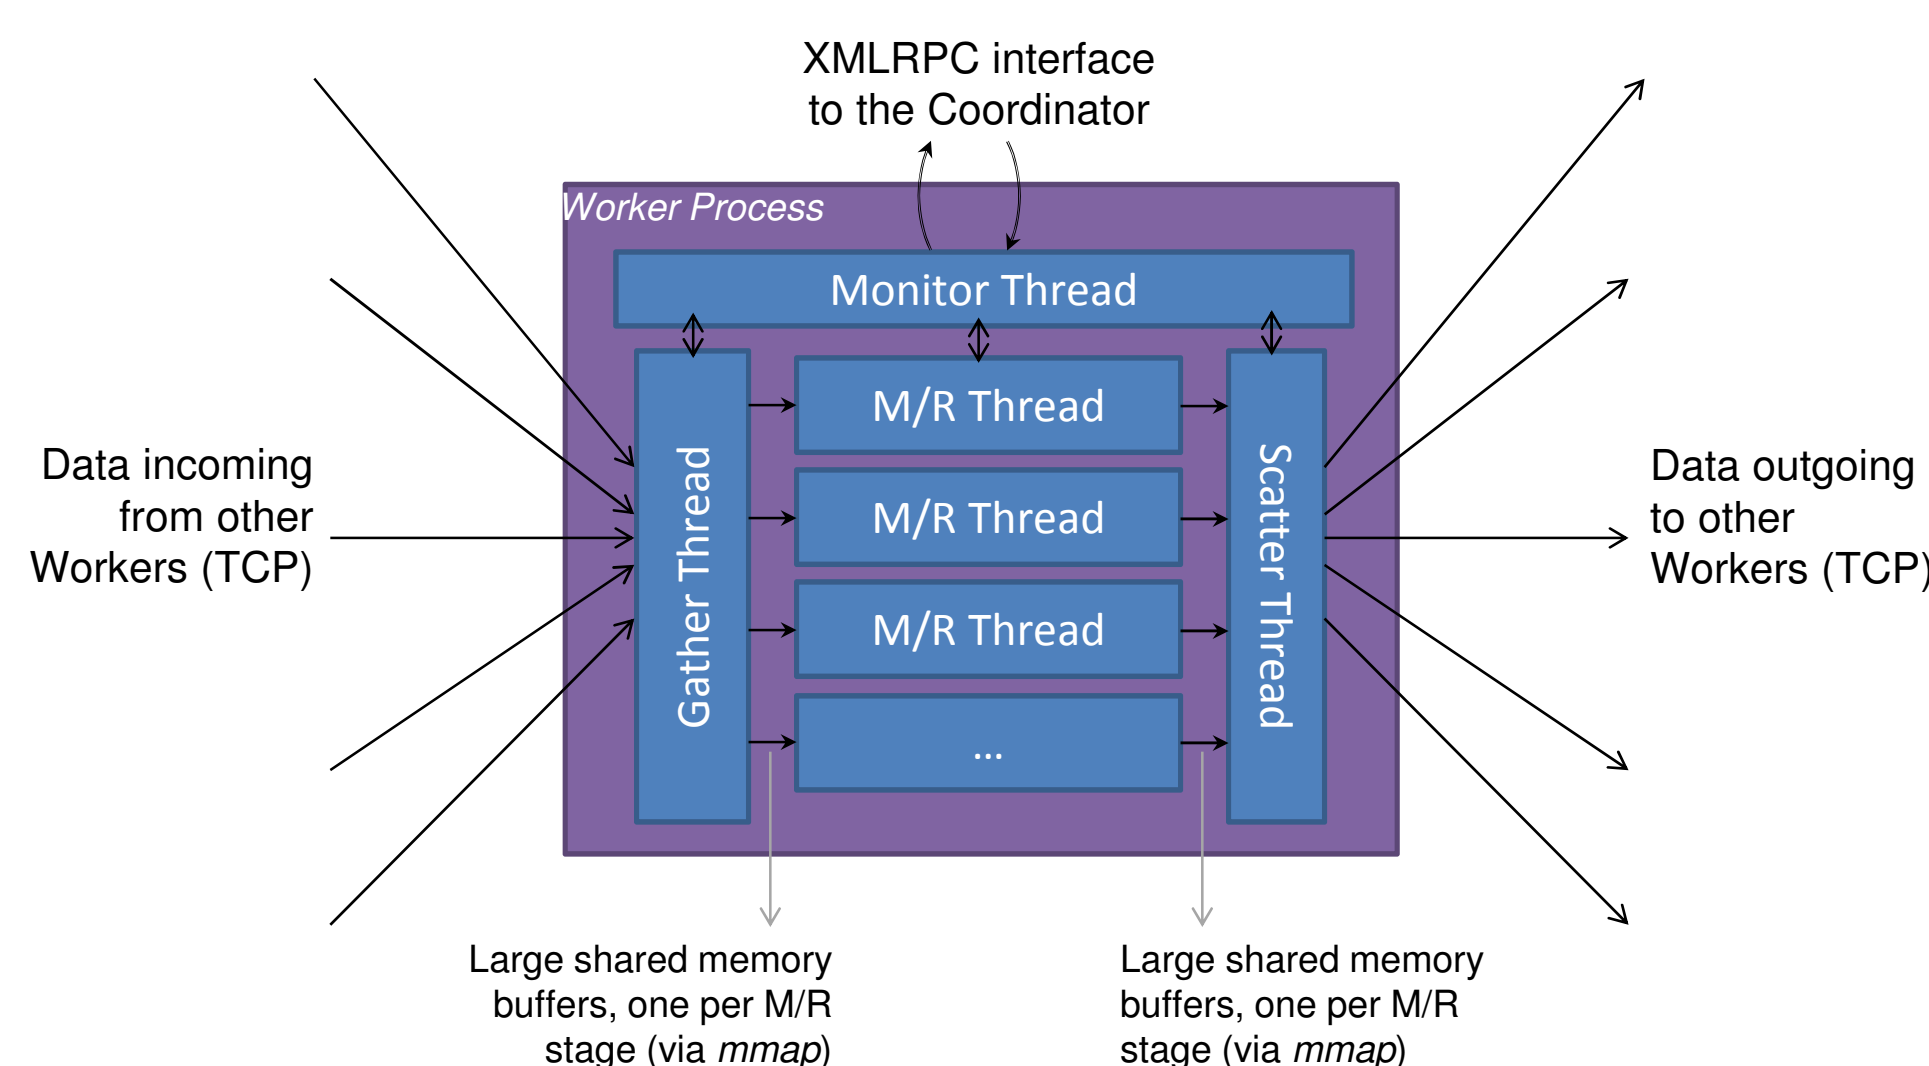 XMLRPC interface
to the Coordinator
Worker Process
Monitor Thread
Data incoming
from other
Workers (TCP)
Gather Thread
M/R Thread
M/R Thread
M/R Thread
...
Scatter Thread
Data outgoing
to other
Workers (TCP)
Large shared memory
buffers, one per M/R
stage (via mmap)
Large shared memory
buffers, one per M/R
stage (via mmap)